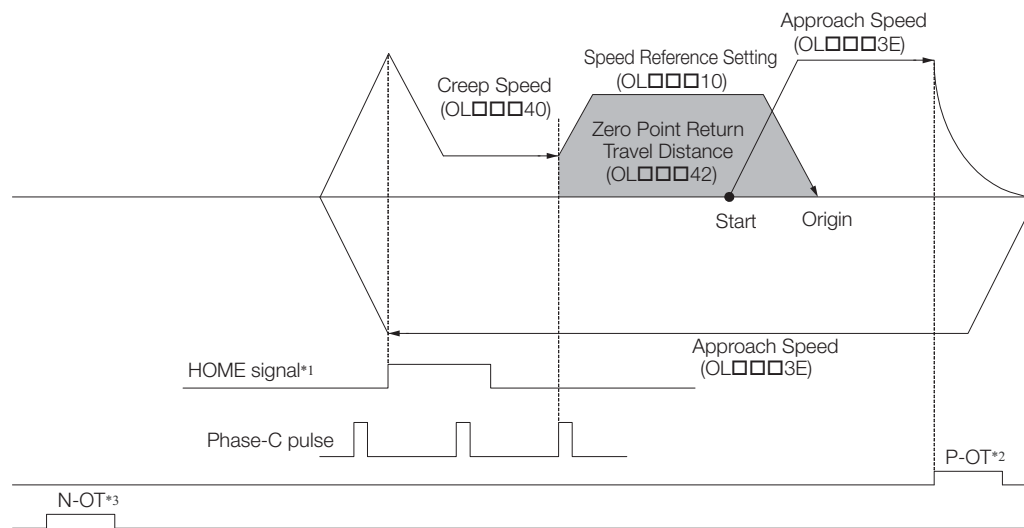 Approach Speed
(OL□□□3E)
Speed Reference Setting
(OL□□□10)
Creep Speed
(OL□□□40)
Zero Point Return
Travel Distance
(OL□□□42)
Start
Origin
Approach Speed
(OL□□□3E)
HOME signal*1
Phase-C pulse
P-OT*2
N-OT*3